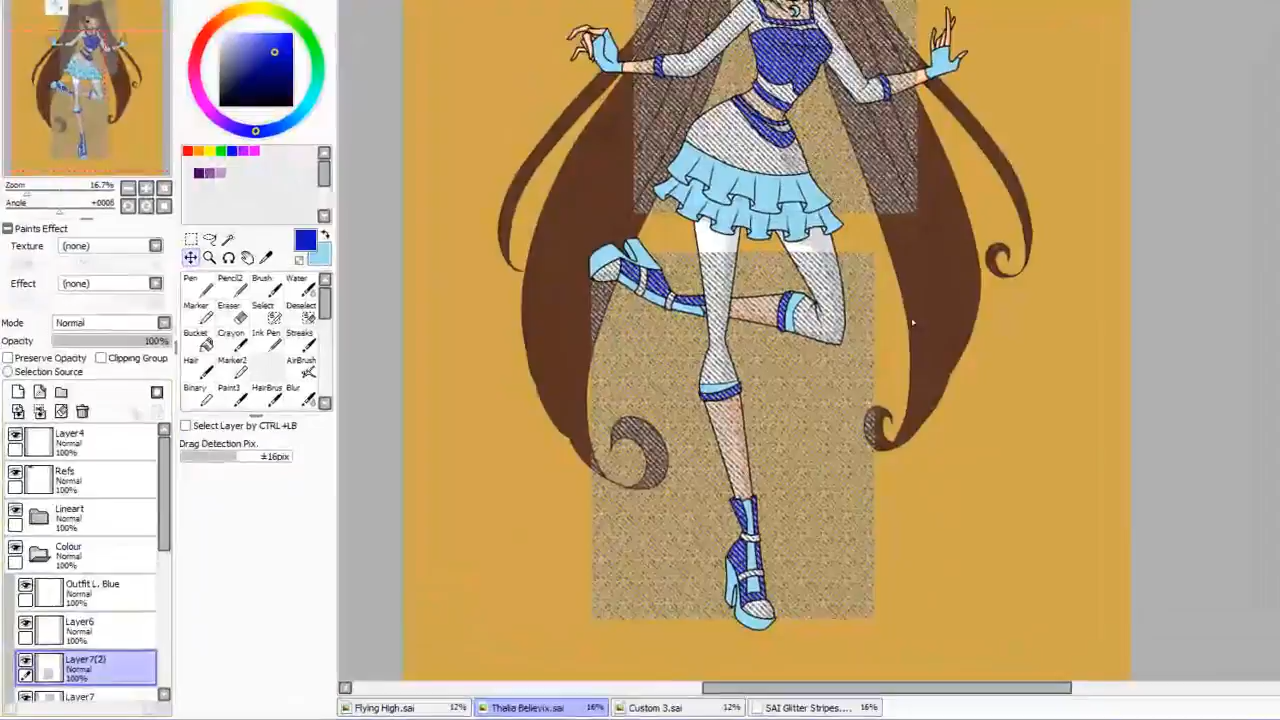 Zoom 16.7%
Angle +0006
Paints Effect
Texture (none)
Effect (none)
Mode Normal
Opacity 100%
Preserve Opacity Clipping Group
Selection Source
Layer4
Normal
100%
Refs
Normal
100%
Lineart
Normal
100%
Colour
Normal
100%
Outfit L. Blue
Normal
100%
Layer6
Normal
100%
Layer7(2)
Normal
100%
Layer7
Pen Pencil2 Brush Water
Marker Eraser Select Deselect
Bucket Crayon Ink Pen Streaks
Hair Marker2 AirBrush
Binary Paint3 HairBrus Blur
Select Layer by CTRL+LB
Drag Detection Pix.
±16pix
Flying High.sai 12% Thalia Believix.sai 16% Custom 3.sai 12% SAI Glitter Stripes.... 16%